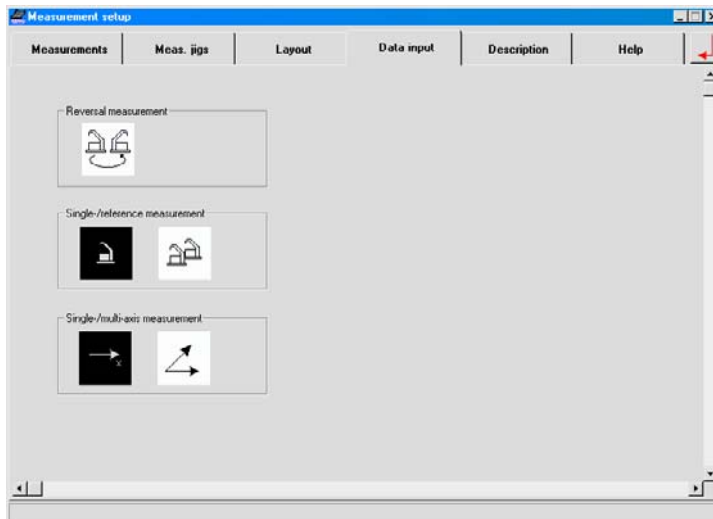 Measurement setup
Measurements Meas. jigs Layout Data input Description Help
Reversal measurement
Single-/reference measurement
Single-/multi-axis measurement
x